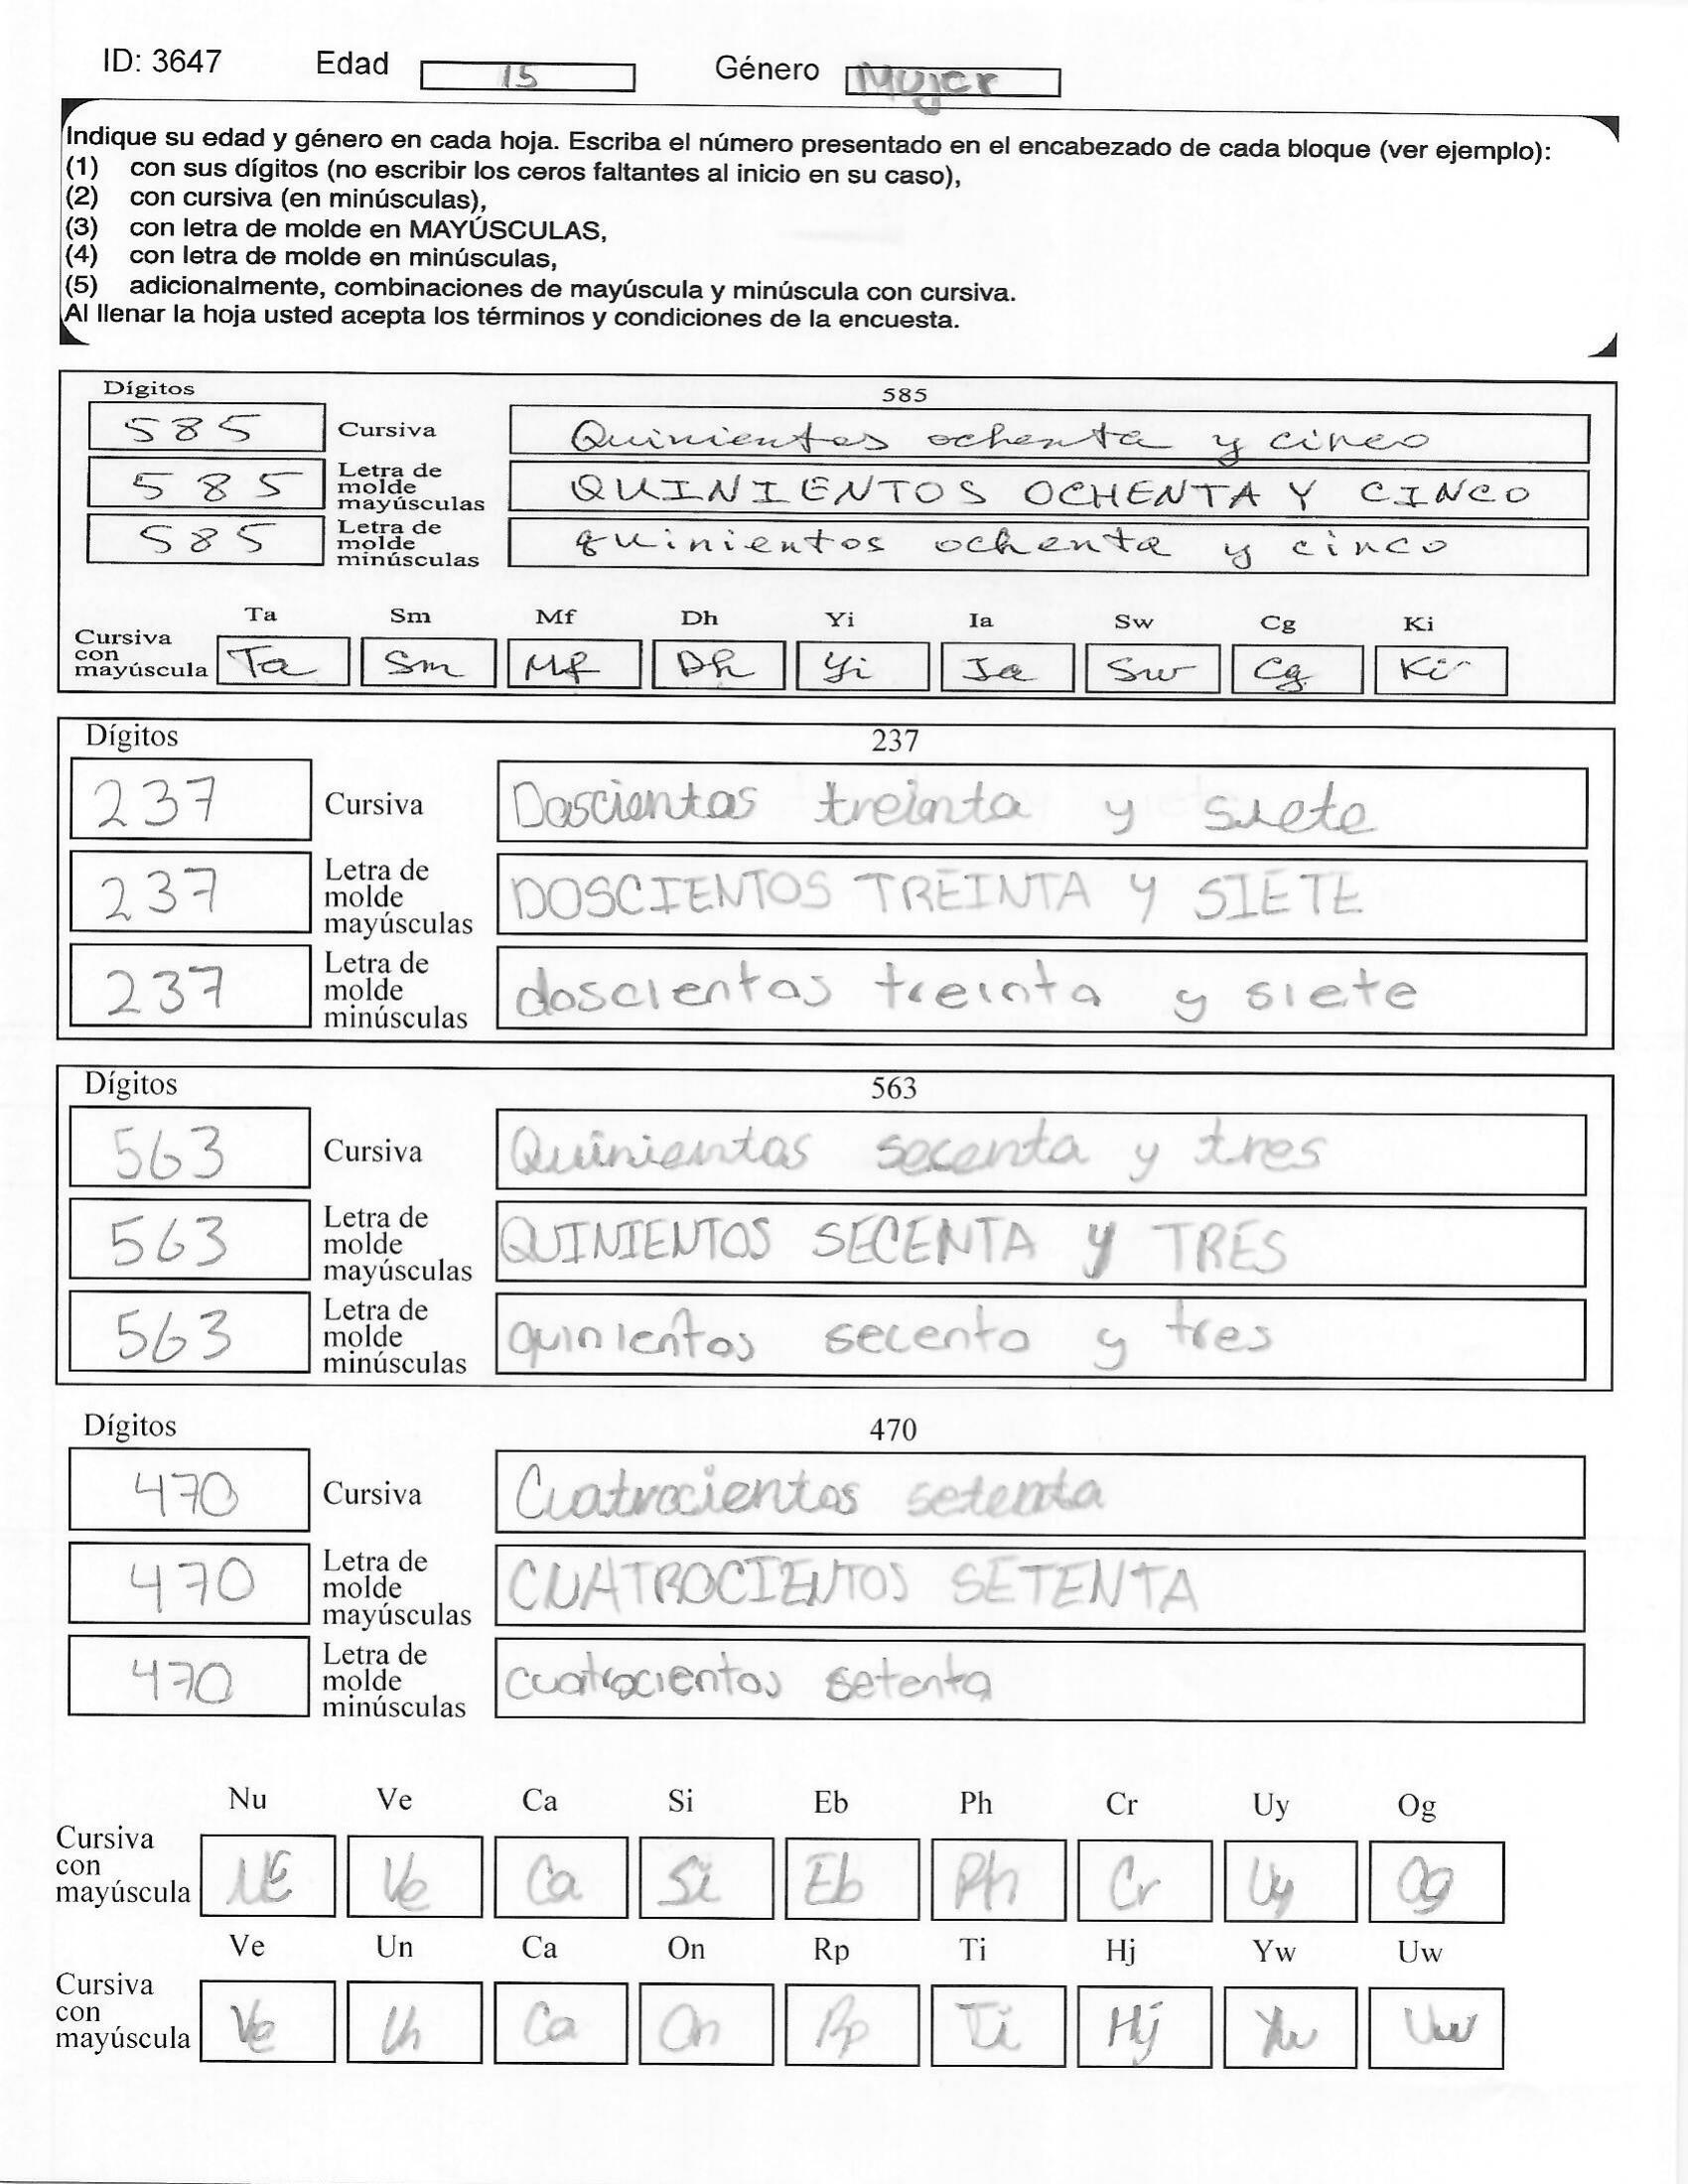 ID: 3647 Edad 15 Género Mujer
Indique su edad y género en cada hoja. Escriba el número presentado en el encabezado de cada bloque (ver ejemplo):
(1) con sus dígitos (no escribir los ceros faltantes al inicio en su caso),
(2) con cursiva (en minúsculas),
(3) con letra de molde en MAYÚSCULAS,
(4) con letra de molde en minúsculas,
(5) adicionalmente, combinaciones de mayúscula y minúscula con cursiva.
Al llenar la hoja usted acepta los términos y condiciones de la encuesta.
Dígitos 585
585 Cursiva Quinientos ochenta y cinco
585 Letra de molde mayúsculas QUINIENTOS OCHENTA Y CINCO
585 Letra de molde minúsculas quinientos ochenta y cinco
Ta Sm Mf Dh Yi Ia Sw Cg Ki
Cursiva con mayúscula Ta Sm Mf Dh Yi Ia Sw Cg Ki
Dígitos 237
237 Cursiva Doscientos treinta y siete
237 Letra de molde mayúsculas DOSCIENTOS TREINTA Y SIETE
237 Letra de molde minúsculas doscientos treinta y siete
Dígitos 563
563 Cursiva Quinientos secenta y tres
563 Letra de molde mayúsculas QUINIENTOS SECENTA y TRES
563 Letra de molde minúsculas quinientos secenta y tres
Dígitos 470
470 Cursiva Cuatrocientos setenta
470 Letra de molde mayúsculas CUATROCIENTOS SETENTA
470 Letra de molde minúsculas cuatrocientos setenta
Nu Ve Ca Si Eb Ph Cr Uy Og
Cursiva con mayúscula Ve Ca Si Eb Ph Cr Uy Og
Ve Un Ca On Rp Ti Hj Yw Uw
Cursiva con mayúscula Ve Un Ca On Rp Ti Hj Yw Uw